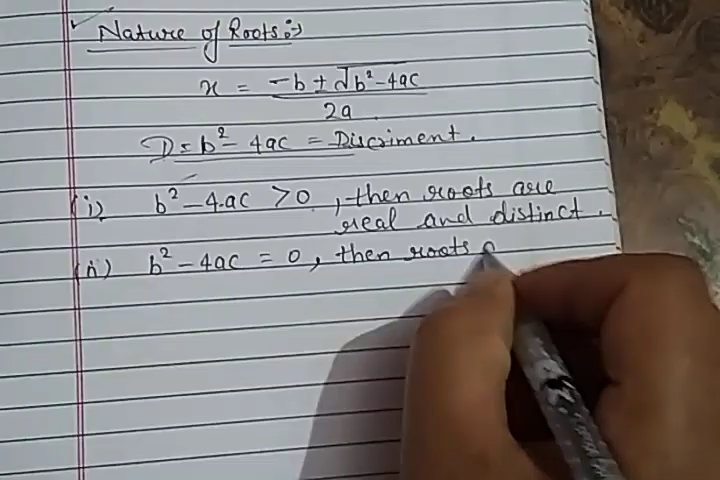 Nature of Roots:→
x = -b ± √b² - 4ac
2a
D = b² - 4ac = Discriment.
(i) b² - 4ac > 0, then roots are
real and distinct.
(ii) b² - 4ac = 0, then roots a